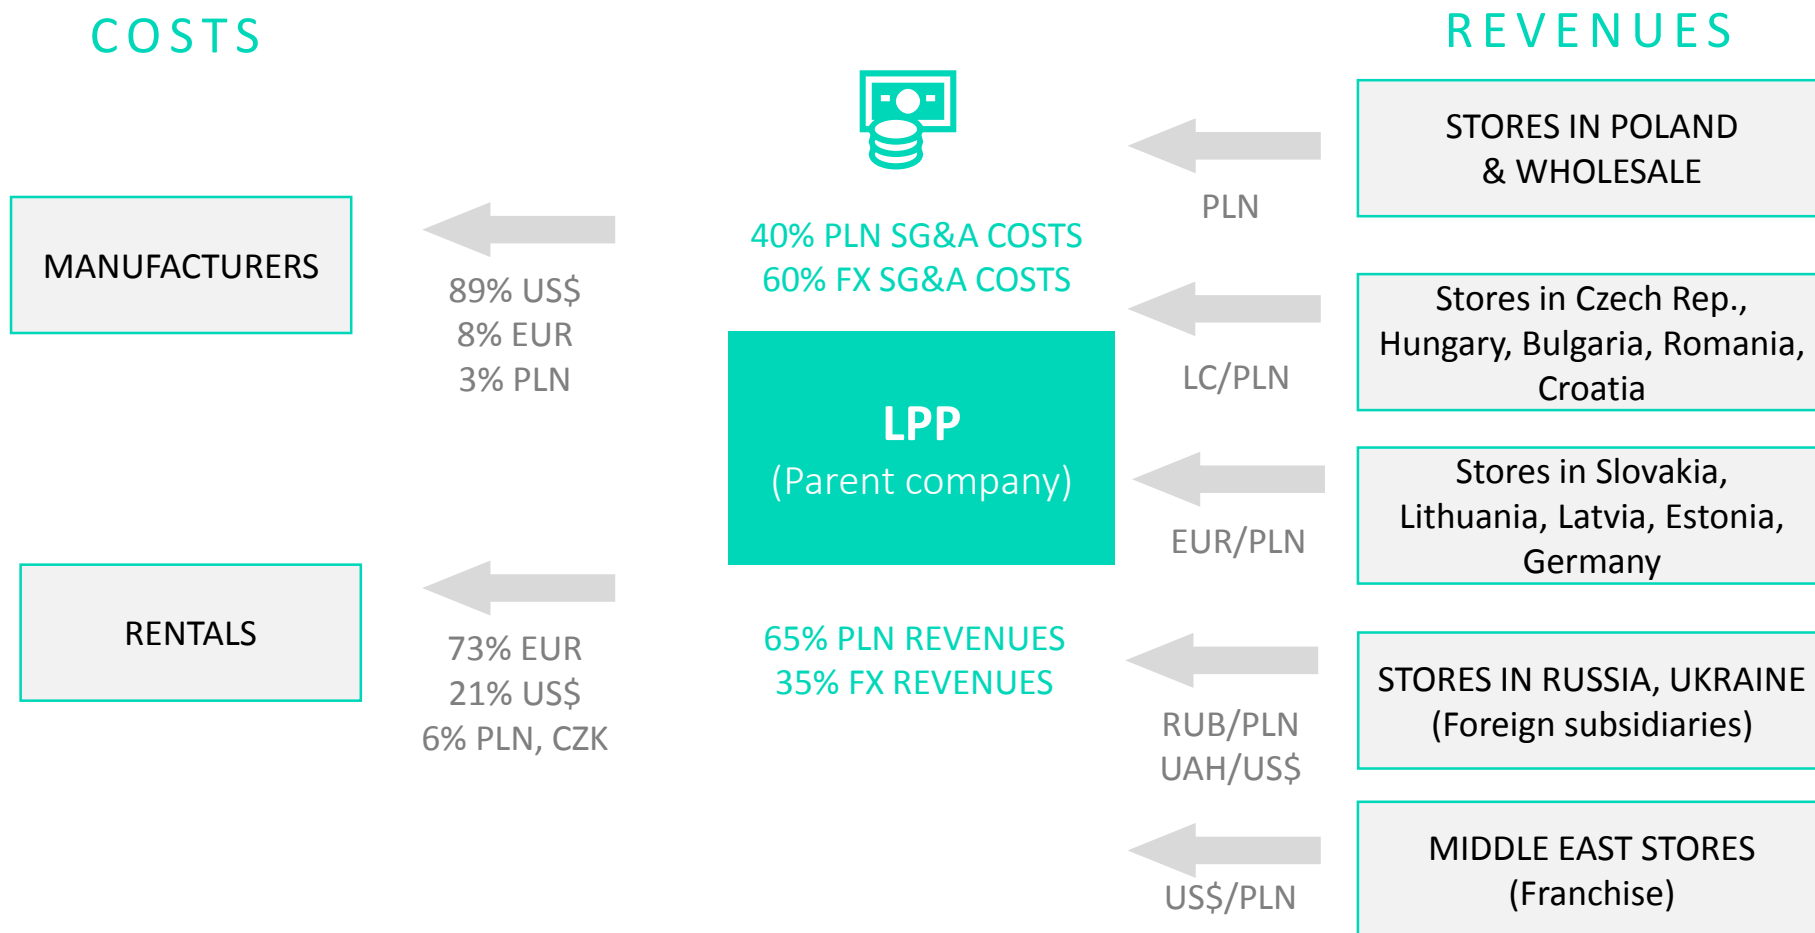 COSTS
REVENUES
MANUFACTURERS
89% US$
8% EUR
3% PLN
RENTALS
73% EUR
21% US$
6% PLN, CZK
40% PLN SG&A COSTS
60% FX SG&A COSTS
LPP
(Parent company)
65% PLN REVENUES
35% FX REVENUES
PLN
STORES IN POLAND
& WHOLESALE
LC/PLN
Stores in Czech Rep.,
Hungary, Bulgaria, Romania,
Croatia
EUR/PLN
Stores in Slovakia,
Lithuania, Latvia, Estonia,
Germany
RUB/PLN
UAH/US$
STORES IN RUSSIA, UKRAINE
(Foreign subsidiaries)
US$/PLN
MIDDLE EAST STORES
(Franchise)